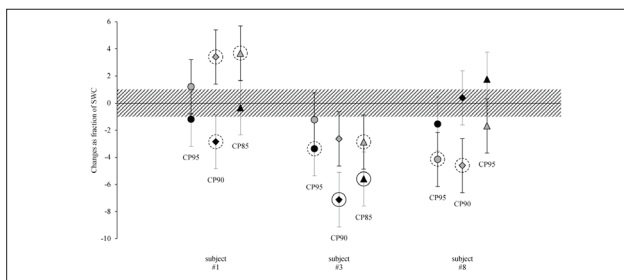 Changes as fraction of SWC
6
4
2
0
-2
-4
-6
-8
-10
CP95
CP90
CP85
CP95
CP90
CP85
CP95
CP90
CP95
subject
#1
subject
#3
subject
#8